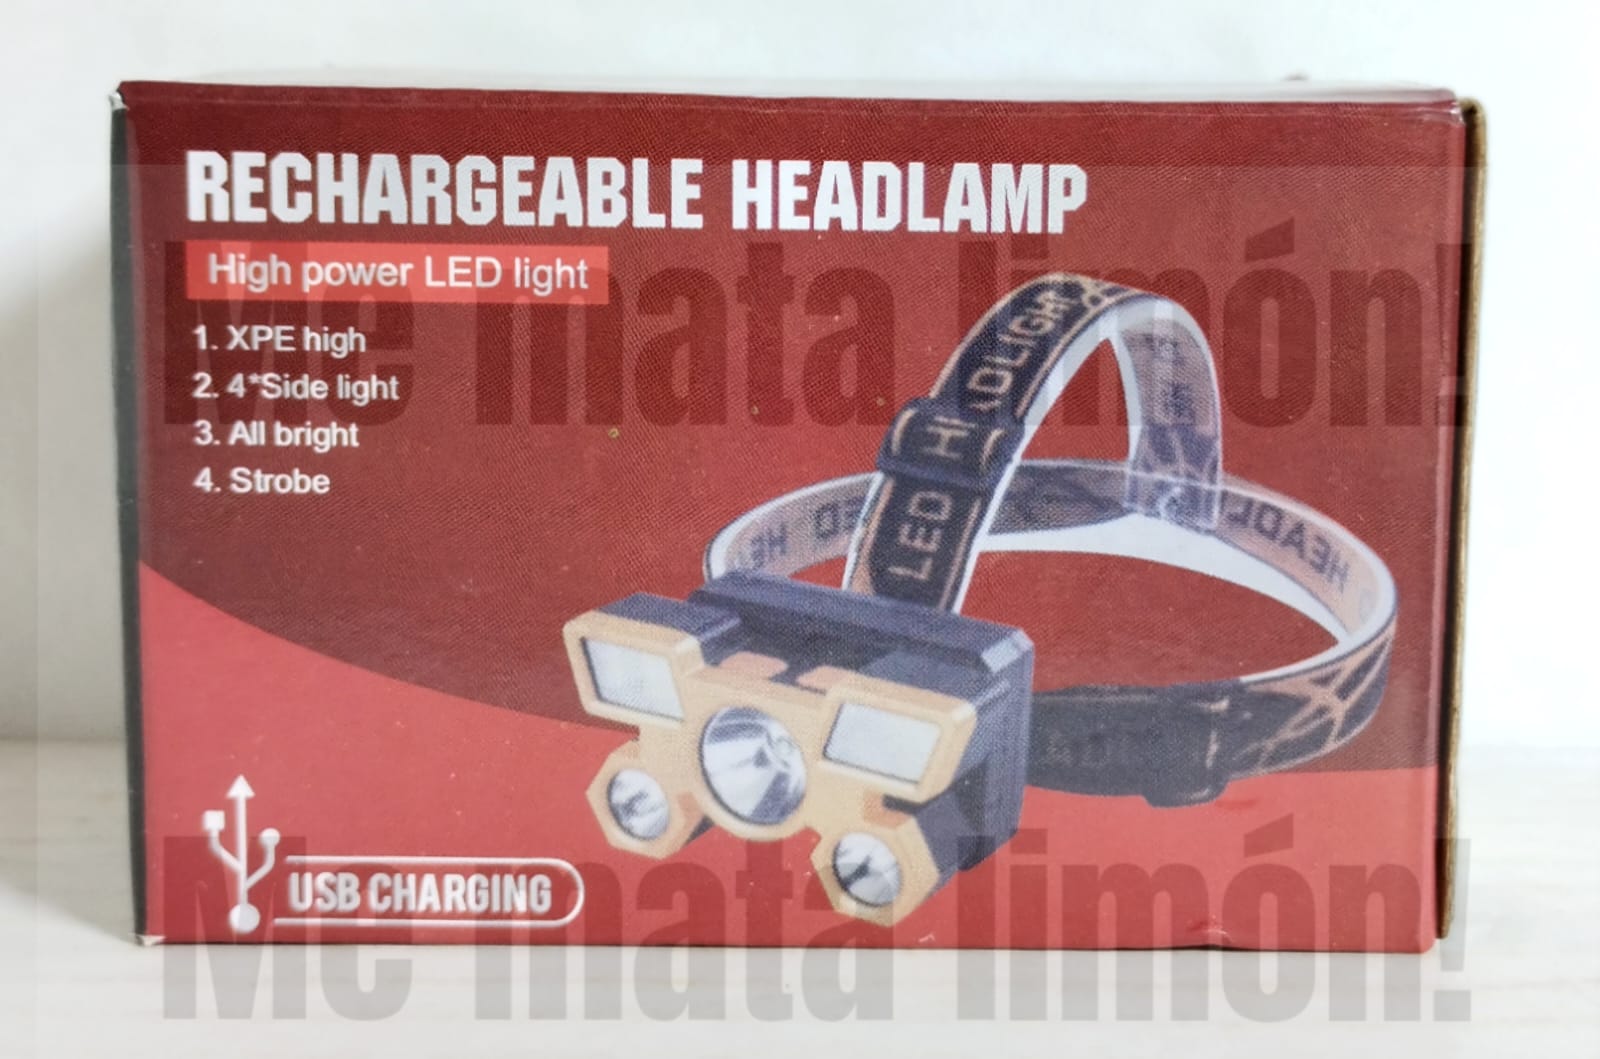 RECHARGEABLE HEADLAMP
High power LED light
Me mata limón!
1. XPE high
2. 4*Side light
3. All bright
4. Strobe
HEADLIGHT
LED
HEADL
HE
USB CHARGING
Me mata limón!